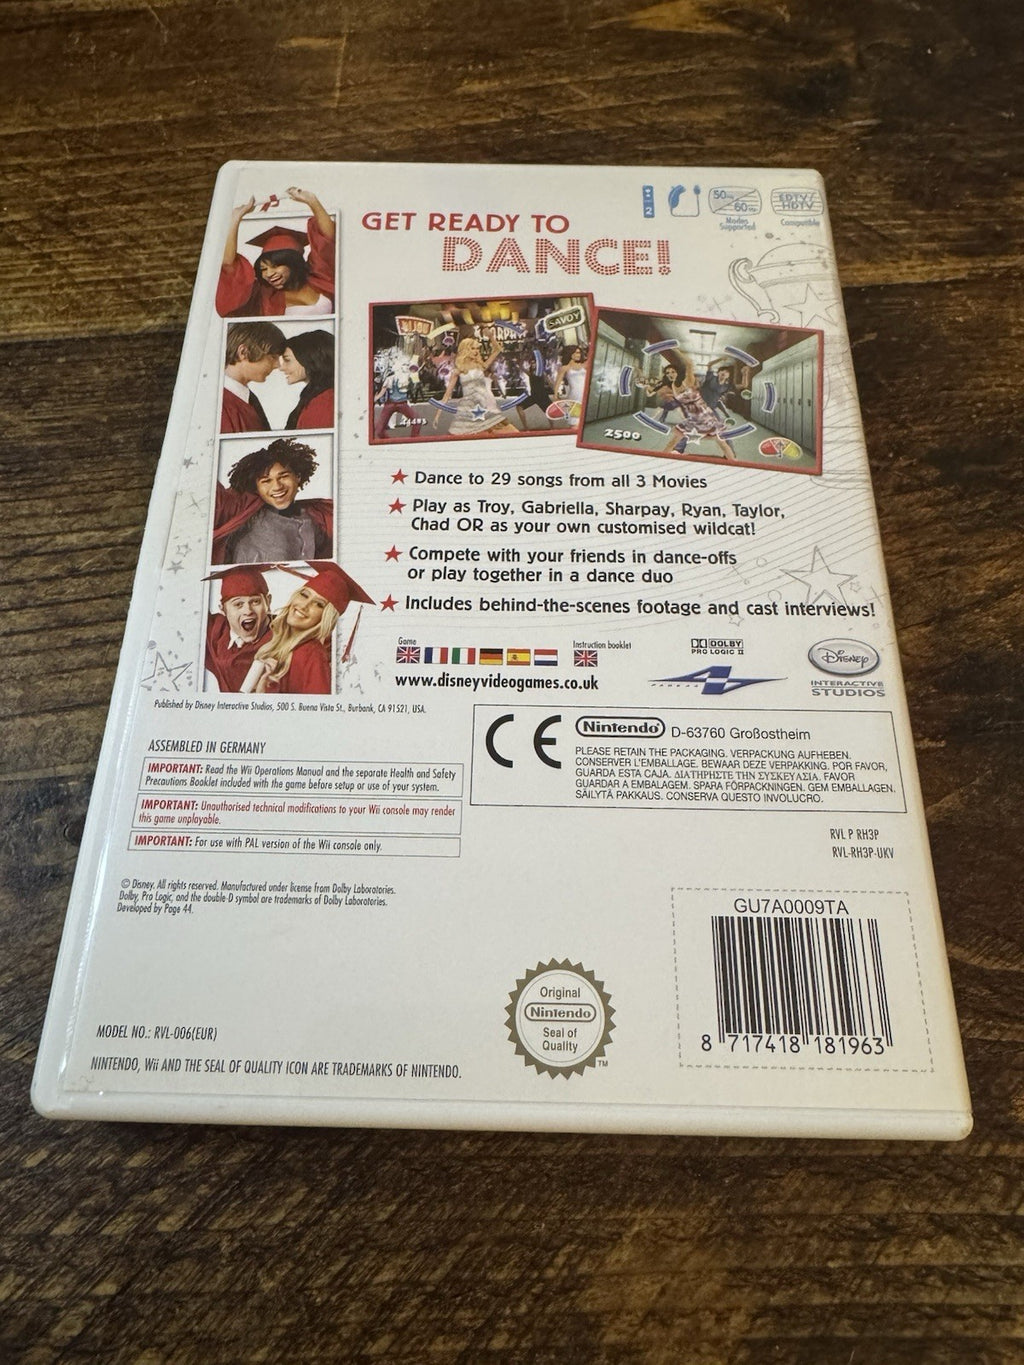 50Hz
60Hz
Modes
Supported
EDTV/
HDTV
Compatible
GET READY TO
DANCE!
BIJOU
SAVOY
2500
Dance to 29 songs from all 3 Movies
Play as Troy, Gabriella, Sharpay, Ryan, Taylor,
Chad OR as your own customised wildcat!
Compete with your friends in dance-offs
or play together in a dance duo
Includes behind-the-scenes footage and cast interviews!
Game
Instruction booklet
DOLBY
PRO LOGIC II
www.disneyvideogames.co.uk
Disney
INTERACTIVE
STUDIOS
Published by Disney Interactive Studios, 500 S. Buena Vista St., Burbank, CA 91521, USA.
ASSEMBLED IN GERMANY
IMPORTANT: Read the Wii Operations Manual and the separate Health and Safety
Precautions Booklet included with the game before setup or use of your system.
IMPORTANT: Unauthorised technical modifications to your Wii console may render
this game unplayable.
IMPORTANT: For use with PAL version of the Wii console only.
CE
Nintendo D-63760 Großostheim
PLEASE RETAIN THE PACKAGING. VERPACKUNG AUFHEBEN.
CONSERVER L'EMBALLAGE. BEWAAR DEZE VERPAKKING. POR FAVOR,
GUARDA ESTA CAJA. ΔΙΑΤΗΡΗΣΤΕ ΤΗΝ ΣΥΣΚΕΥΑΣΙΑ. FAVOR
GUARDAR A EMBALAGEM. SPARA FÖRPACKNINGEN. GEM EMBALLAGEN.
SÄILYTÄ PAKKAUS. CONSERVA QUESTO INVOLUCRO.
RVL P RH3P
RVL-RH3P-UKV
© Disney. All rights reserved. Manufactured under license from Dolby Laboratories.
Dolby, Pro Logic, and the double-D symbol are trademarks of Dolby Laboratories.
Developed by Page 44.
GU7A0009TA
8 717418 181963
Original
Nintendo
Seal of
Quality
TM
MODEL NO.: RVL-006(EUR)
NINTENDO, Wii AND THE SEAL OF QUALITY ICON ARE TRADEMARKS OF NINTENDO.